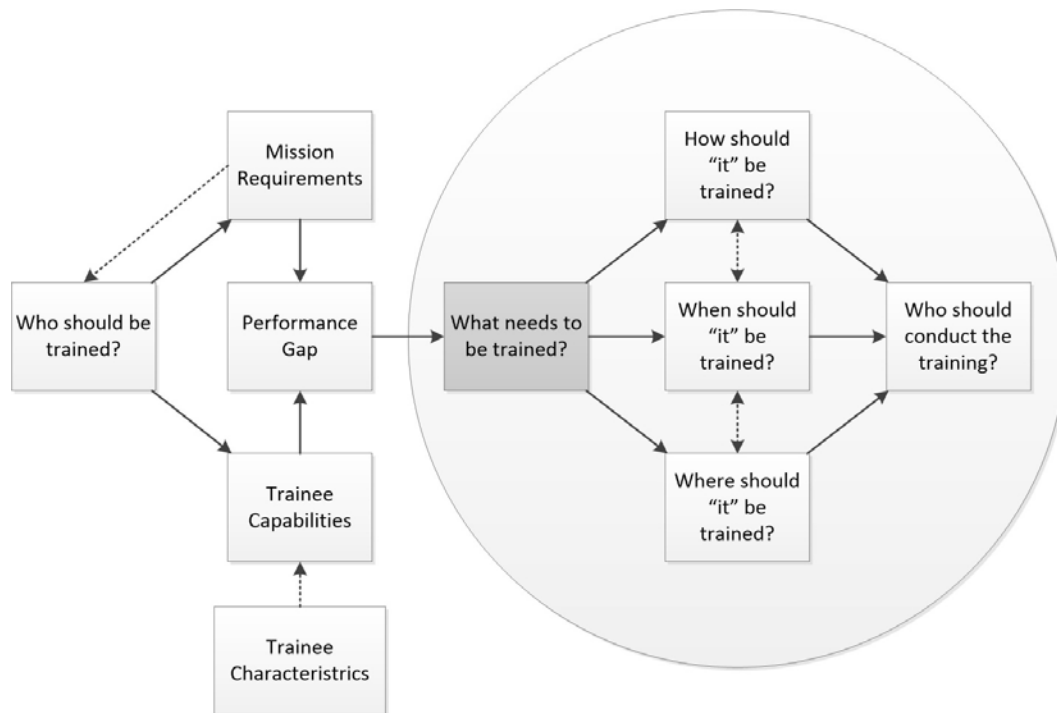 Mission
Requirements
Who should be
trained?
Performance
Gap
Trainee
Capabilities
Trainee
Characteristrics
What needs to
be trained?
How should
“it” be
trained?
When should
“it” be
trained?
Where should
“it” be
trained?
Who should
conduct the
training?